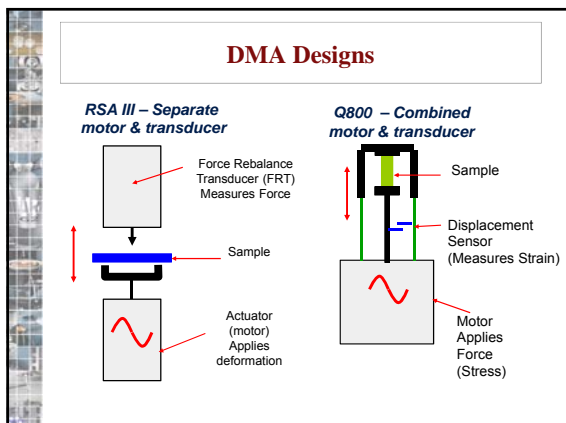 DMA Designs
RSA III – Separate
motor & transducer
Force Rebalance
Transducer (FRT)
Measures Force
Sample
Actuator
(motor)
Applies
deformation
Q800 – Combined
motor & transducer
Sample
Displacement
Sensor
(Measures Strain)
Motor
Applies
Force
(Stress)